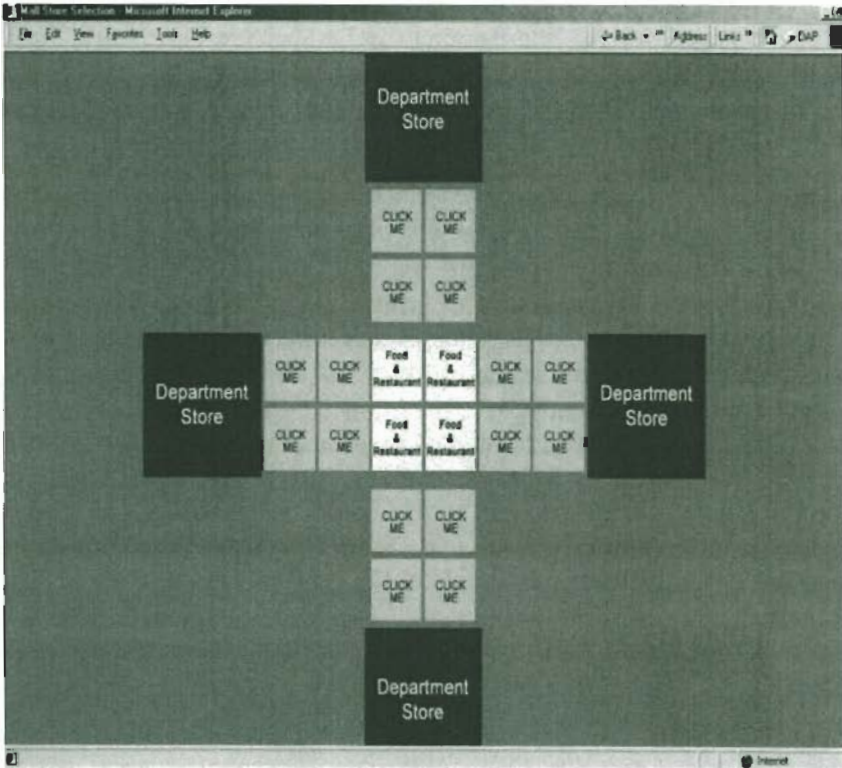 Mall Store Selection - Microsoft Internet Explorer
File Edit View Favorites Tools Help
Back Address Links » DAP
Department
Store
CLICK
ME
CLICK
ME
CLICK
ME
CLICK
ME
Department
Store
CLICK
ME
CLICK
ME
Food
&
Restaurant
Food
&
Restaurant
CLICK
ME
CLICK
ME
Department
Store
CLICK
ME
CLICK
ME
Food
&
Restaurant
Food
&
Restaurant
CLICK
ME
CLICK
ME
CLICK
ME
CLICK
ME
CLICK
ME
CLICK
ME
Department
Store
Internet